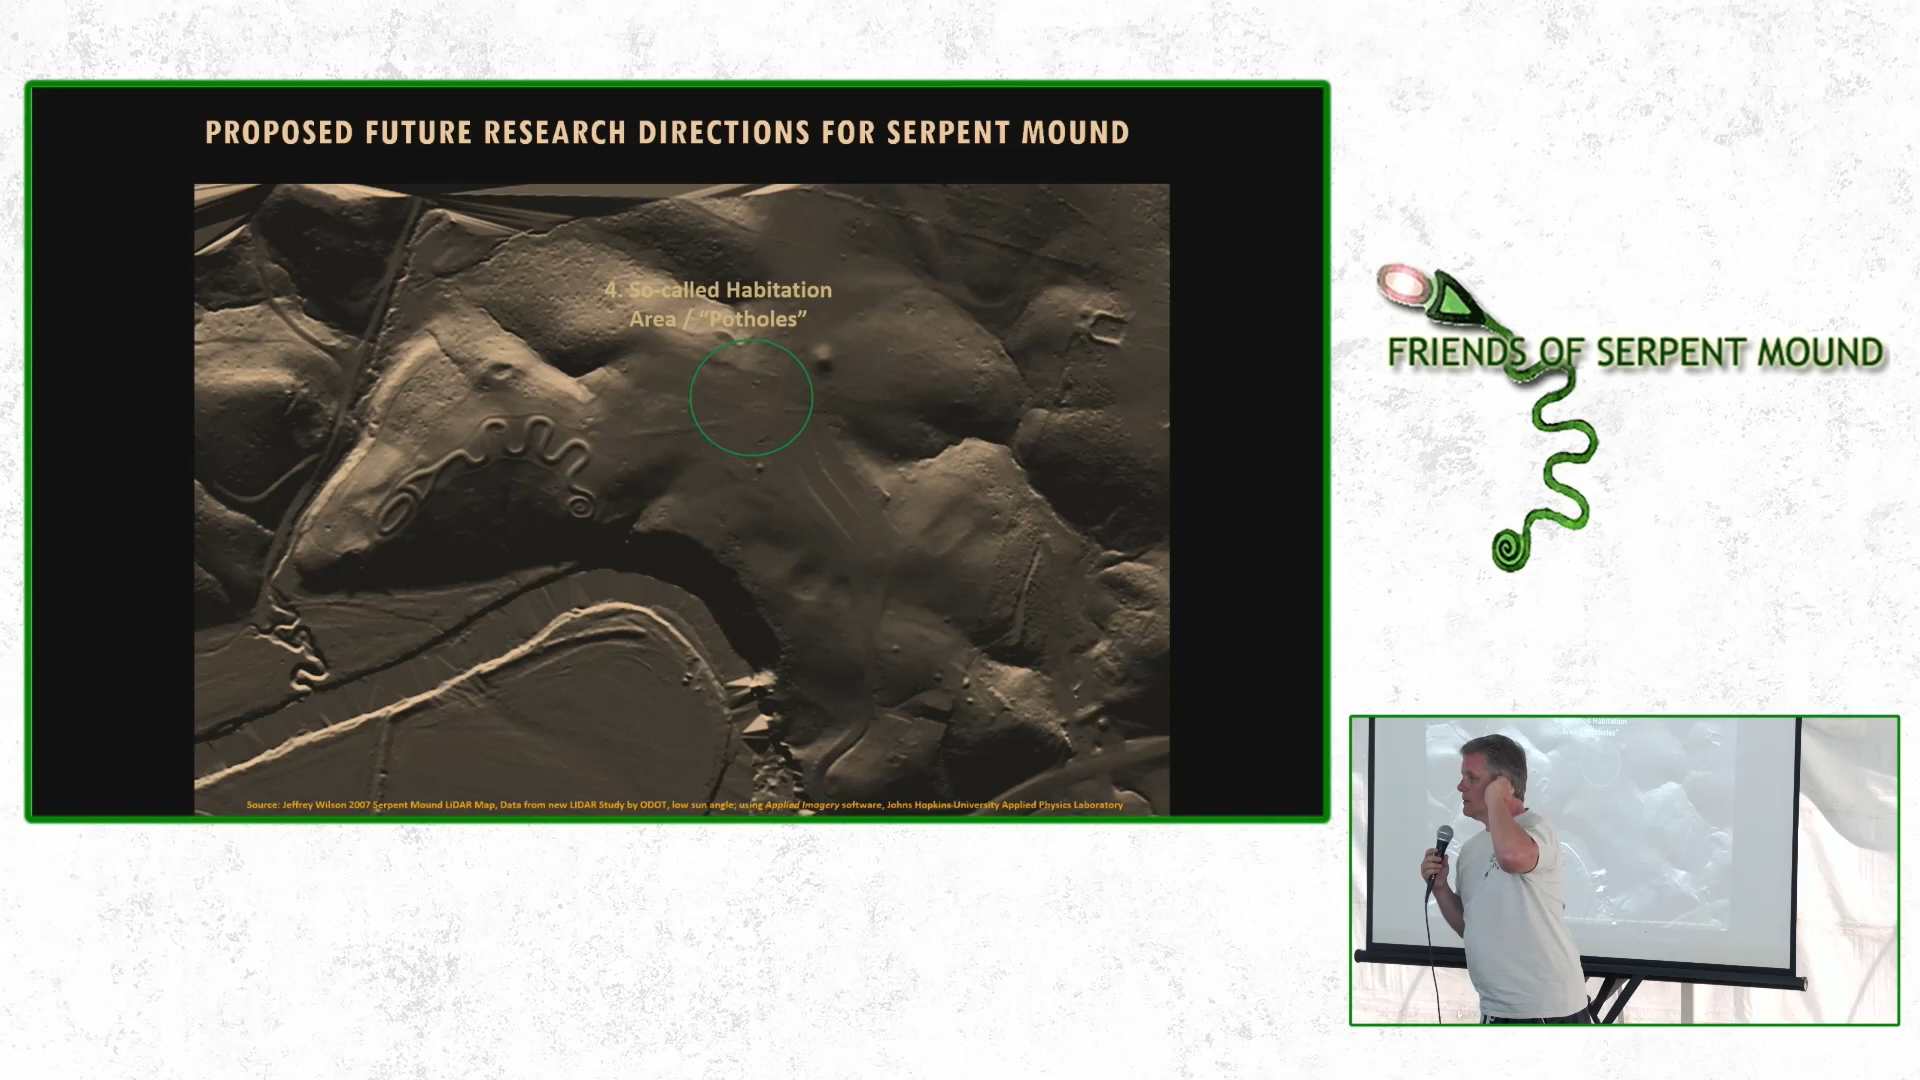 PROPOSED FUTURE RESEARCH DIRECTIONS FOR SERPENT MOUND
4. So-called Habitation
Area / “Potholes”
Source: Jeffrey Wilson 2007 Serpent Mound LiDAR Map, Data from new LIDAR Study by ODOT, low sun angle; using Applied Imagery software, Johns Hopkins University Applied Physics Laboratory
FRIENDS OF SERPENT MOUND
Habitation